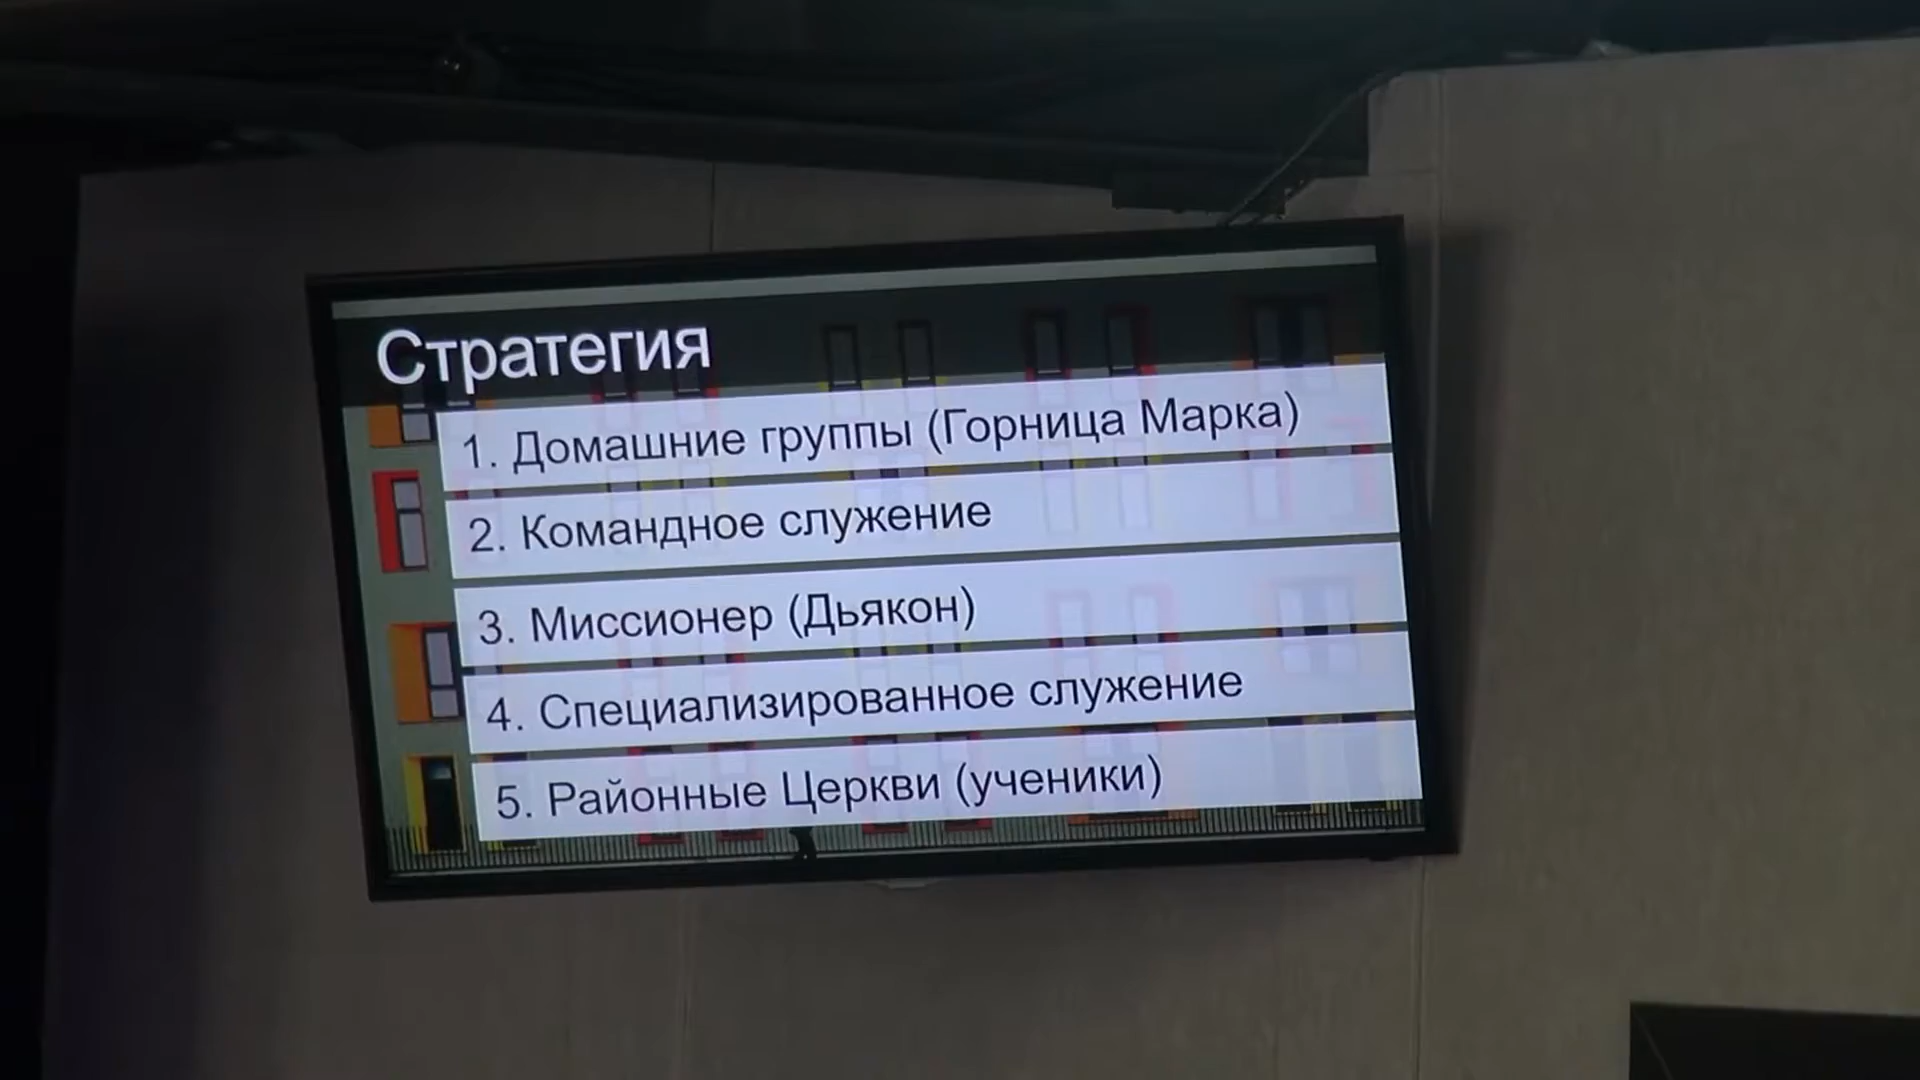 Стратегия
1. Домашние группы (Горница Марка)
2. Командное служение
3. Миссионер (Дьякон)
4. Специализированное служение
5. Районные Церкви (ученики)